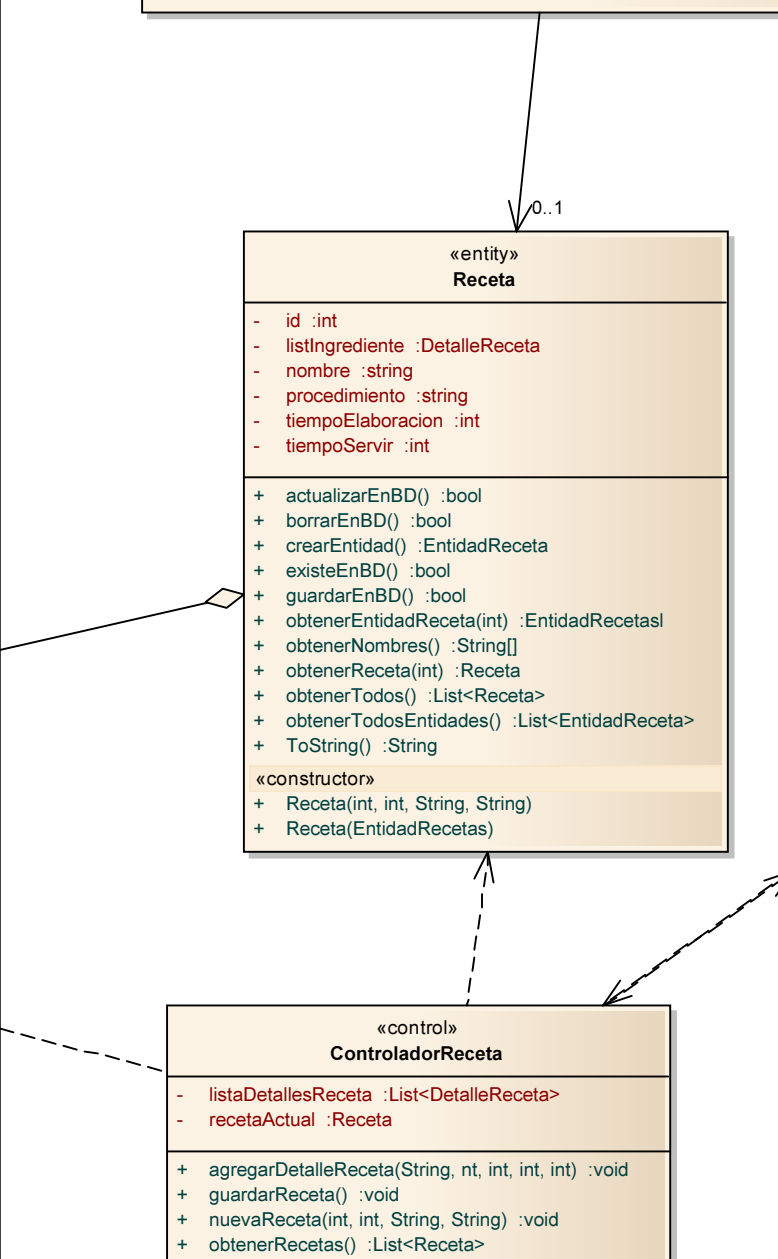 0..1
«entity»
Receta
- id :int
- listIngrediente :DetalleReceta
- nombre :string
- procedimiento :string
- tiempoElaboracion :int
- tiempoServir :int
+ actualizarEnBD() :bool
+ borrarEnBD() :bool
+ crearEntidad() :EntidadReceta
+ existeEnBD() :bool
+ guardarEnBD() :bool
+ obtenerEntidadReceta(int) :EntidadRecetasl
+ obtenerNombres() :String[]
+ obtenerReceta(int) :Receta
+ obtenerTodos() :List<Receta>
+ obtenerTodosEntidades() :List<EntidadReceta>
+ ToString() :String
«constructor»
+ Receta(int, int, String, String)
+ Receta(EntidadRecetas)
«control»
ControladorReceta
- listaDetallesReceta :List<DetalleReceta>
- recetaActual :Receta
+ agregarDetalleReceta(String, nt, int, int, int) :void
+ guardarReceta() :void
+ nuevaReceta(int, int, String, String) :void
+ obtenerRecetas() :List<Receta>